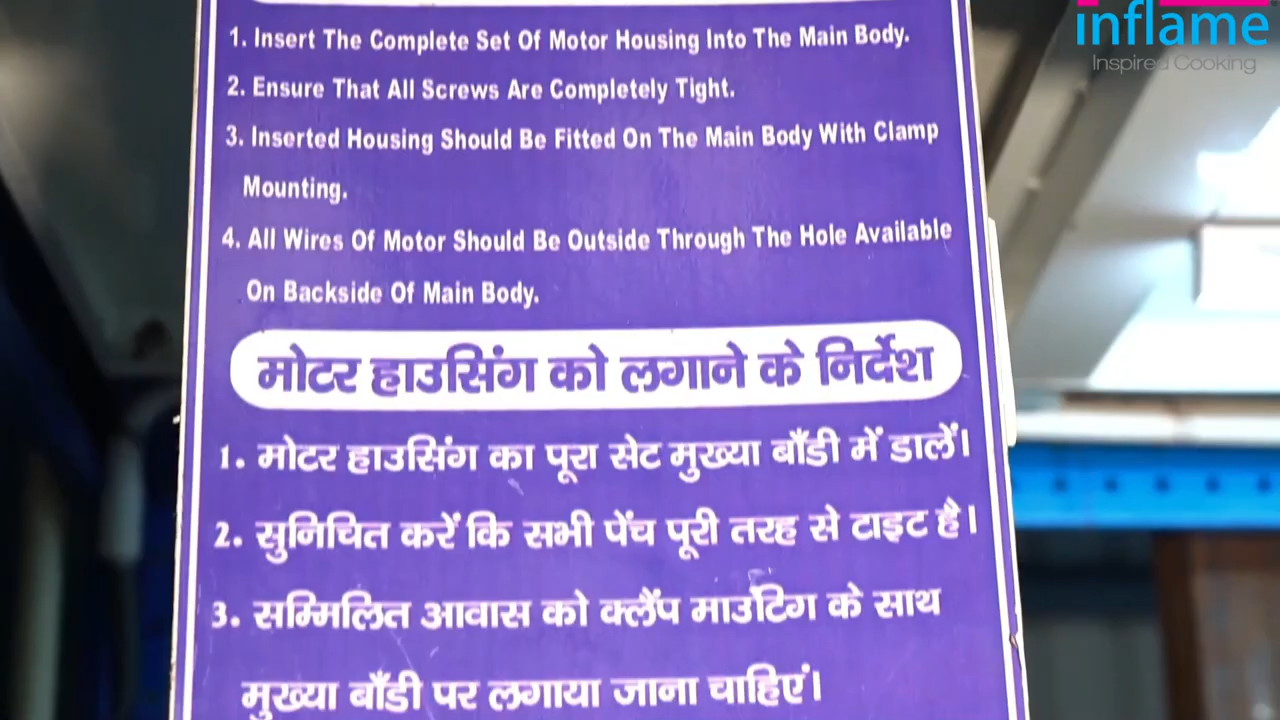 inflame
Inspired Cooking
1. Insert The Complete Set Of Motor Housing Into The Main Body.
2. Ensure That All Screws Are Completely Tight.
3. Inserted Housing Should Be Fitted On The Main Body With Clamp
Mounting.
4. All Wires Of Motor Should Be Outside Through The Hole Available
On Backside Of Main Body.
मोटर हाउसिंग को लगाने के निर्देश
1. मोटर हाउसिंग का पूरा सेट मुख्या बाँडी में डालें।
2. सुनिचित करें कि सभी पेंच पूरी तरह से टाइट है।
3. सम्मिलित आवास को क्लैंप माउंटिग के साथ
मुख्या बाँडी पर लगाया जाना चाहिएं।